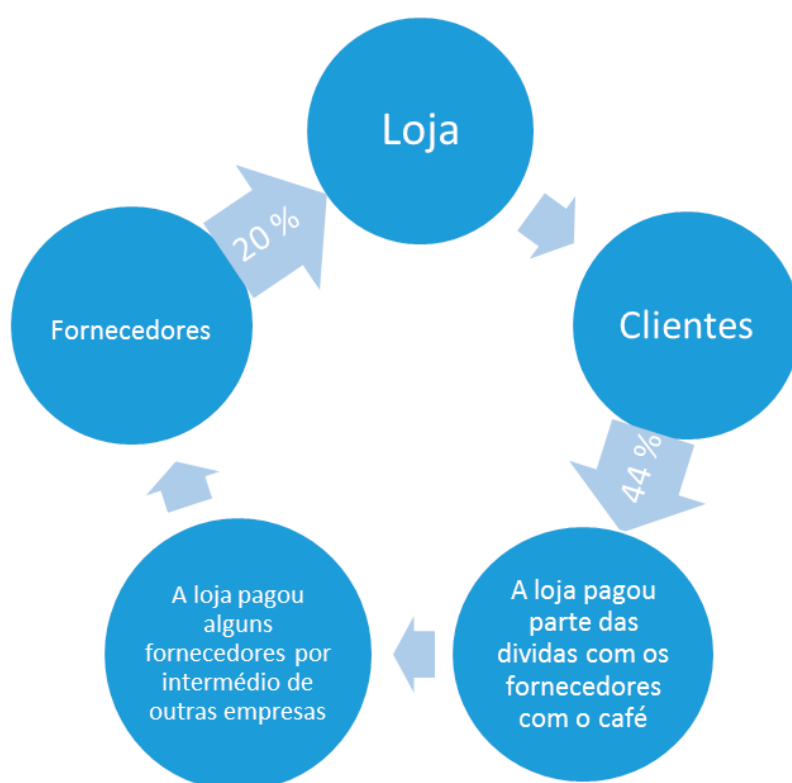 Loja
Clientes
44 %
A loja pagou
parte das
dividas com os
fornecedores
com o café
A loja pagou
alguns
fornecedores por
intermédio de
outras empresas
Fornecedores
20 %